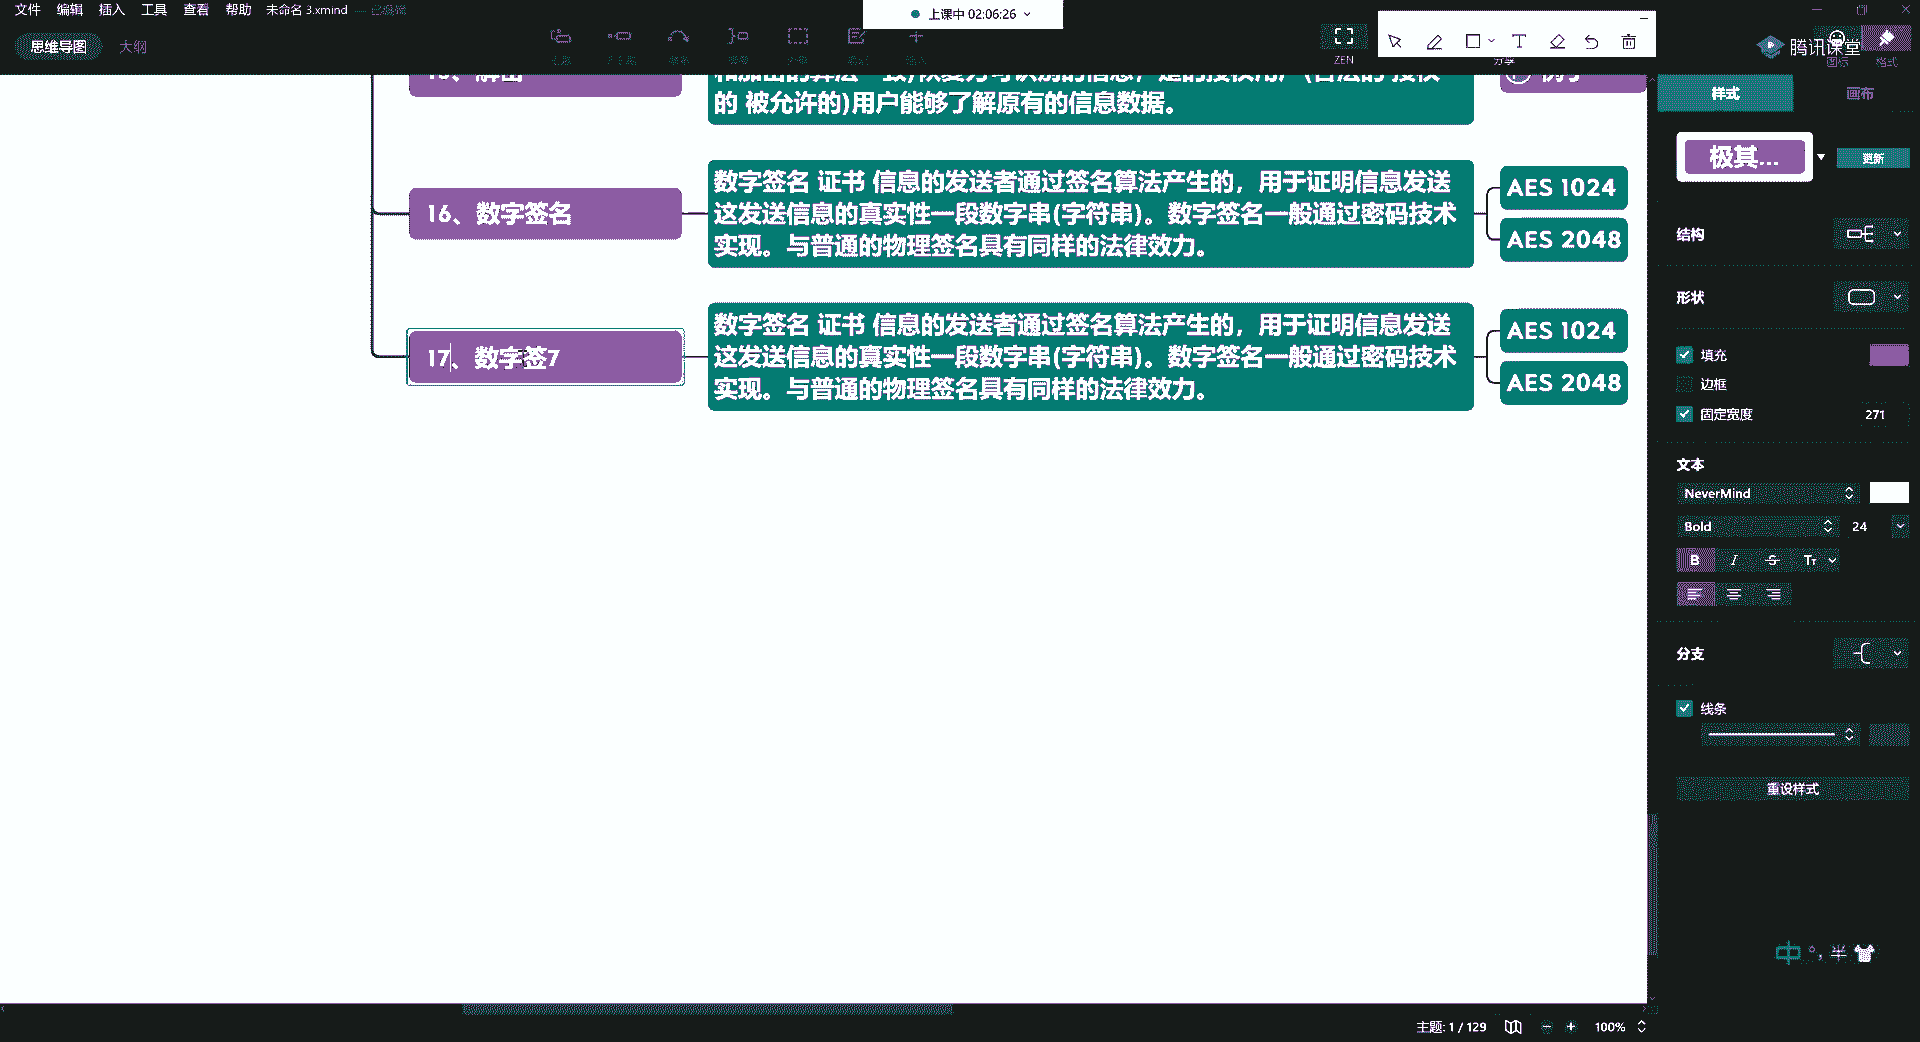 文件 编辑 插入 工具 查看 帮助 未命名 3.xmind
上课中 02:06:26
思维导图 大纲
ZEN
腾讯课堂
图标 格式
的 被允许的)用户能够了解原有的信息数据。
16、数字签名
数字签名 证书 信息的发送者通过签名算法产生的，用于证明信息发送
这发送信息的真实性一段数字串(字符串)。数字签名一般通过密码技术
实现。与普通的物理签名具有同样的法律效力。
AES 1024
AES 2048
17、数字签7
数字签名 证书 信息的发送者通过签名算法产生的，用于证明信息发送
这发送信息的真实性一段数字串(字符串)。数字签名一般通过密码技术
实现。与普通的物理签名具有同样的法律效力。
AES 1024
AES 2048
样式 画布
极其... 更新
结构
形状
填充
边框
固定宽度 271
文本
NeverMind
Bold 24
B I S Tт
分支
线条
重设样式
中 °, 半
主题: 1 / 129 100%